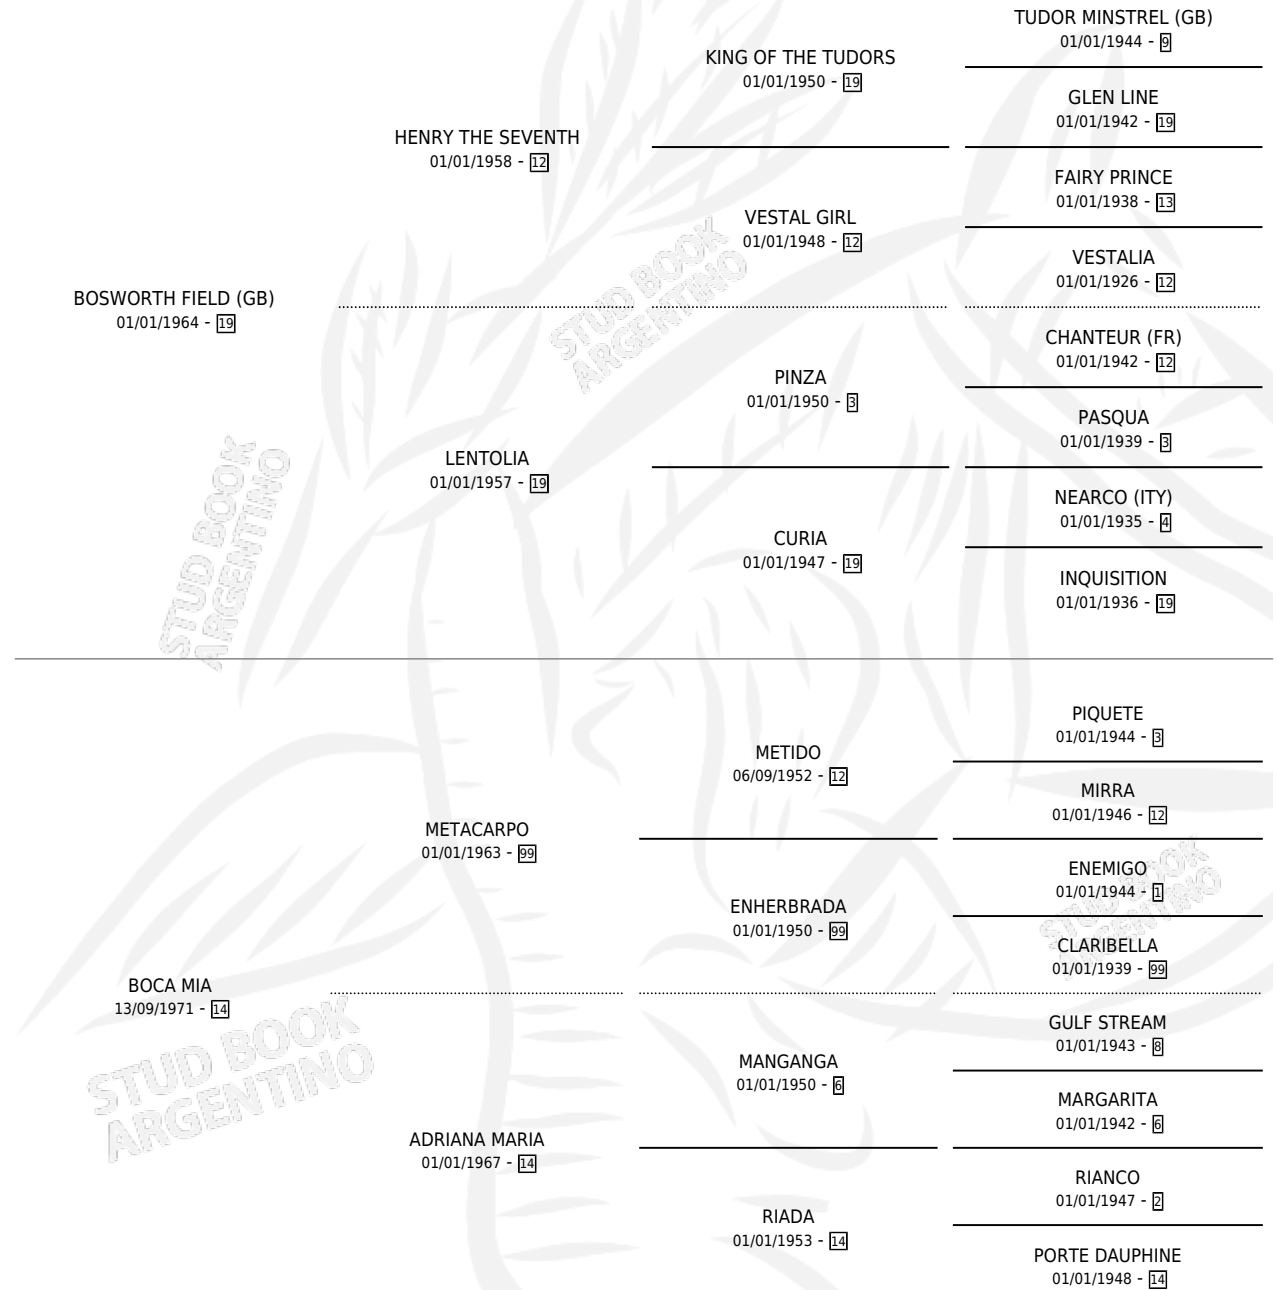 TUDOR MINSTREL (GB)
01/01/1944 - 9
KING OF THE TUDORS
01/01/1950 - 19
GLEN LINE
01/01/1942 - 19
HENRY THE SEVENTH
01/01/1958 - 12
FAIRY PRINCE
01/01/1938 - 13
VESTAL GIRL
01/01/1948 - 12
VESTALIA
01/01/1926 - 12
BOSWORTH FIELD (GB)
01/01/1964 - 19
CHANTEUR (FR)
01/01/1942 - 12
PINZA
01/01/1950 - 3
PASQUA
01/01/1939 - 3
LENTOLIA
01/01/1957 - 19
NEARCO (ITY)
01/01/1935 - 4
CURIA
01/01/1947 - 19
INQUISITION
01/01/1936 - 19
PIQUETE
01/01/1944 - 3
METIDO
06/09/1952 - 12
MIRRA
01/01/1946 - 12
METACARPO
01/01/1963 - 99
ENEMIGO
01/01/1944 - 1
ENHERBRADA
01/01/1950 - 99
CLARIBELLA
01/01/1939 - 99
BOCA MIA
13/09/1971 - 14
GULF STREAM
01/01/1943 - 8
MANGANGA
01/01/1950 - 6
MARGARITA
01/01/1942 - 6
ADRIANA MARIA
01/01/1967 - 14
RIANCO
01/01/1947 - 2
RIADA
01/01/1953 - 14
PORTE DAUPHINE
01/01/1948 - 14
STUD BOOK
ARGENTINO
STUD BOOK
ARGENTINO
STUD BOOK
ARGENTINO
STUD BOOK
ARGENTINO